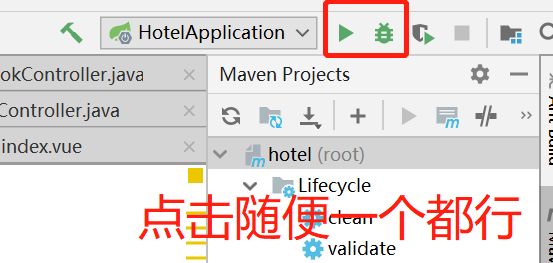 HotelApplication
ookController.java
Controller.java
index.vue
Maven Projects
hotel (root)
Lifecycle
点击随便一个都行
clean
validate